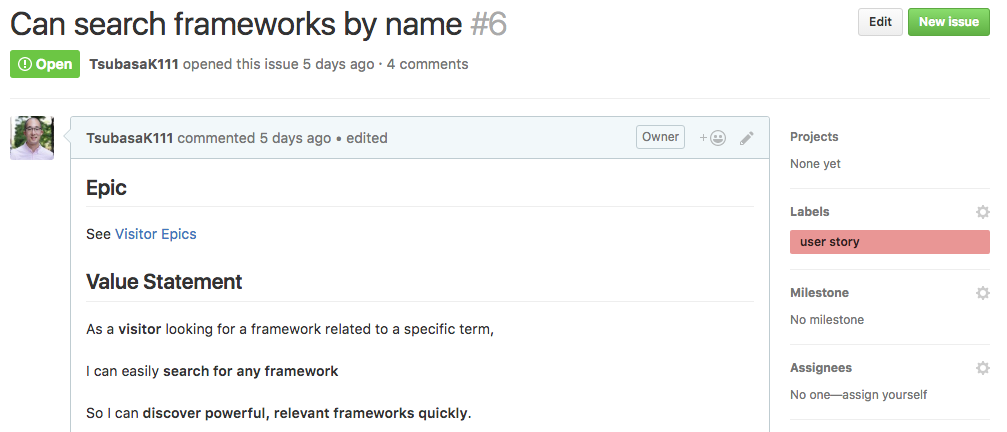 Can search frameworks by name #6
Edit
New issue
Open
TsubasaK111 opened this issue 5 days ago · 4 comments
TsubasaK111 commented 5 days ago • edited
Owner
+
Epic
See Visitor Epics
Value Statement
As a visitor looking for a framework related to a specific term,
I can easily search for any framework
So I can discover powerful, relevant frameworks quickly.
Projects
None yet
Labels
user story
Milestone
No milestone
Assignees
No one—assign yourself